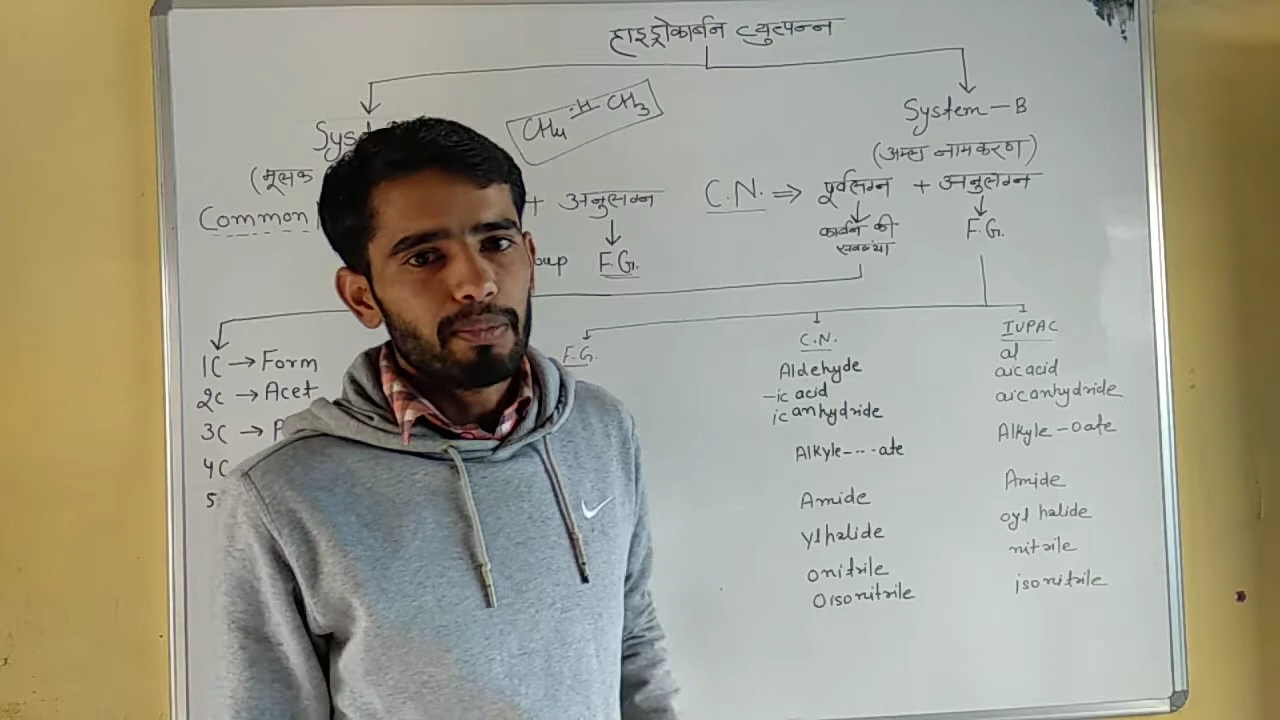 हाइड्रोकार्बन व्युत्पन्न
CH4 -H- CH3
System-B
(अम्ल नामकरण)
(मूलक
Common
+ अनुलग्न
F.G.
C.N. ⇒ पूर्वलग्न + अनुलग्न
कार्बन की
F.G.
1C → Form
2C → Acet
3C → P
4C
5
F.G.
C.N.
Aldehyde
-ic acid
ic anhydride
Alkyle---ate
Amide
yl halide
onitrile
Oisonitrile
IUPAC
al
oic acid
oic anhydride
Alkyle-Oate
Amide
oyl halide
nitrile
isonitrile